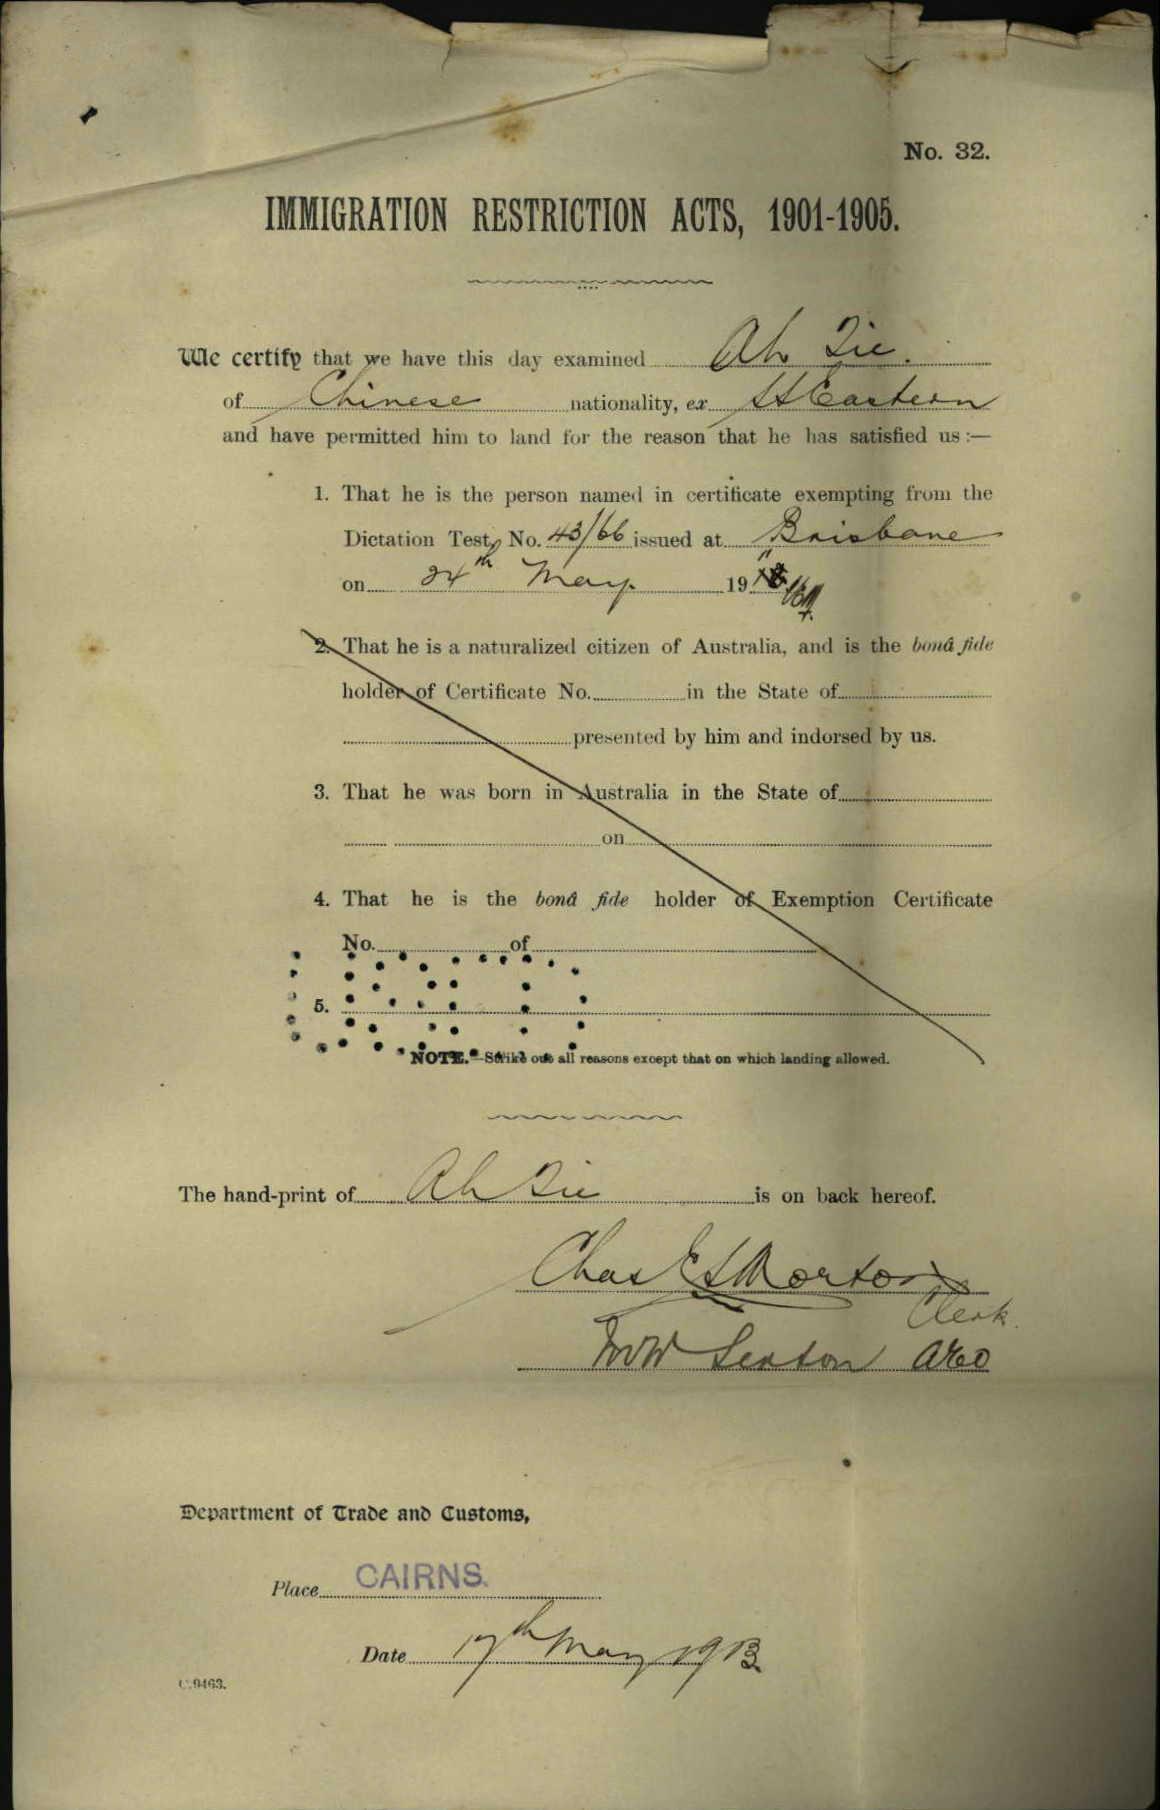 No. 32.
IMMIGRATION RESTRICTION ACTS, 1901-1905.
We certify that we have this day examined Ah
of Chinese nationality, ex SS Eastern
and have permitted him to land for the reason that he has satisfied us :—
1. That he is the person named in certificate exempting from the
Dictation Test, No. 43/66 issued at Brisbane
on 24th May 19 11
2. That he is a naturalized citizen of Australia, and is the bonâ fide
holder of Certificate No. in the State of
presented by him and indorsed by us.
3. That he was born in Australia in the State of
on
4. That he is the bonâ fide holder of Exemption Certificate
No. of
5.
NOTE.—Strike out all reasons except that on which landing allowed.
The hand-print of Ah is on back hereof.
Chas E S Morton
Clerk.
Sexton
Department of Trade and Customs,
Place CAIRNS.
Date 17th May 1913.
C.9463.